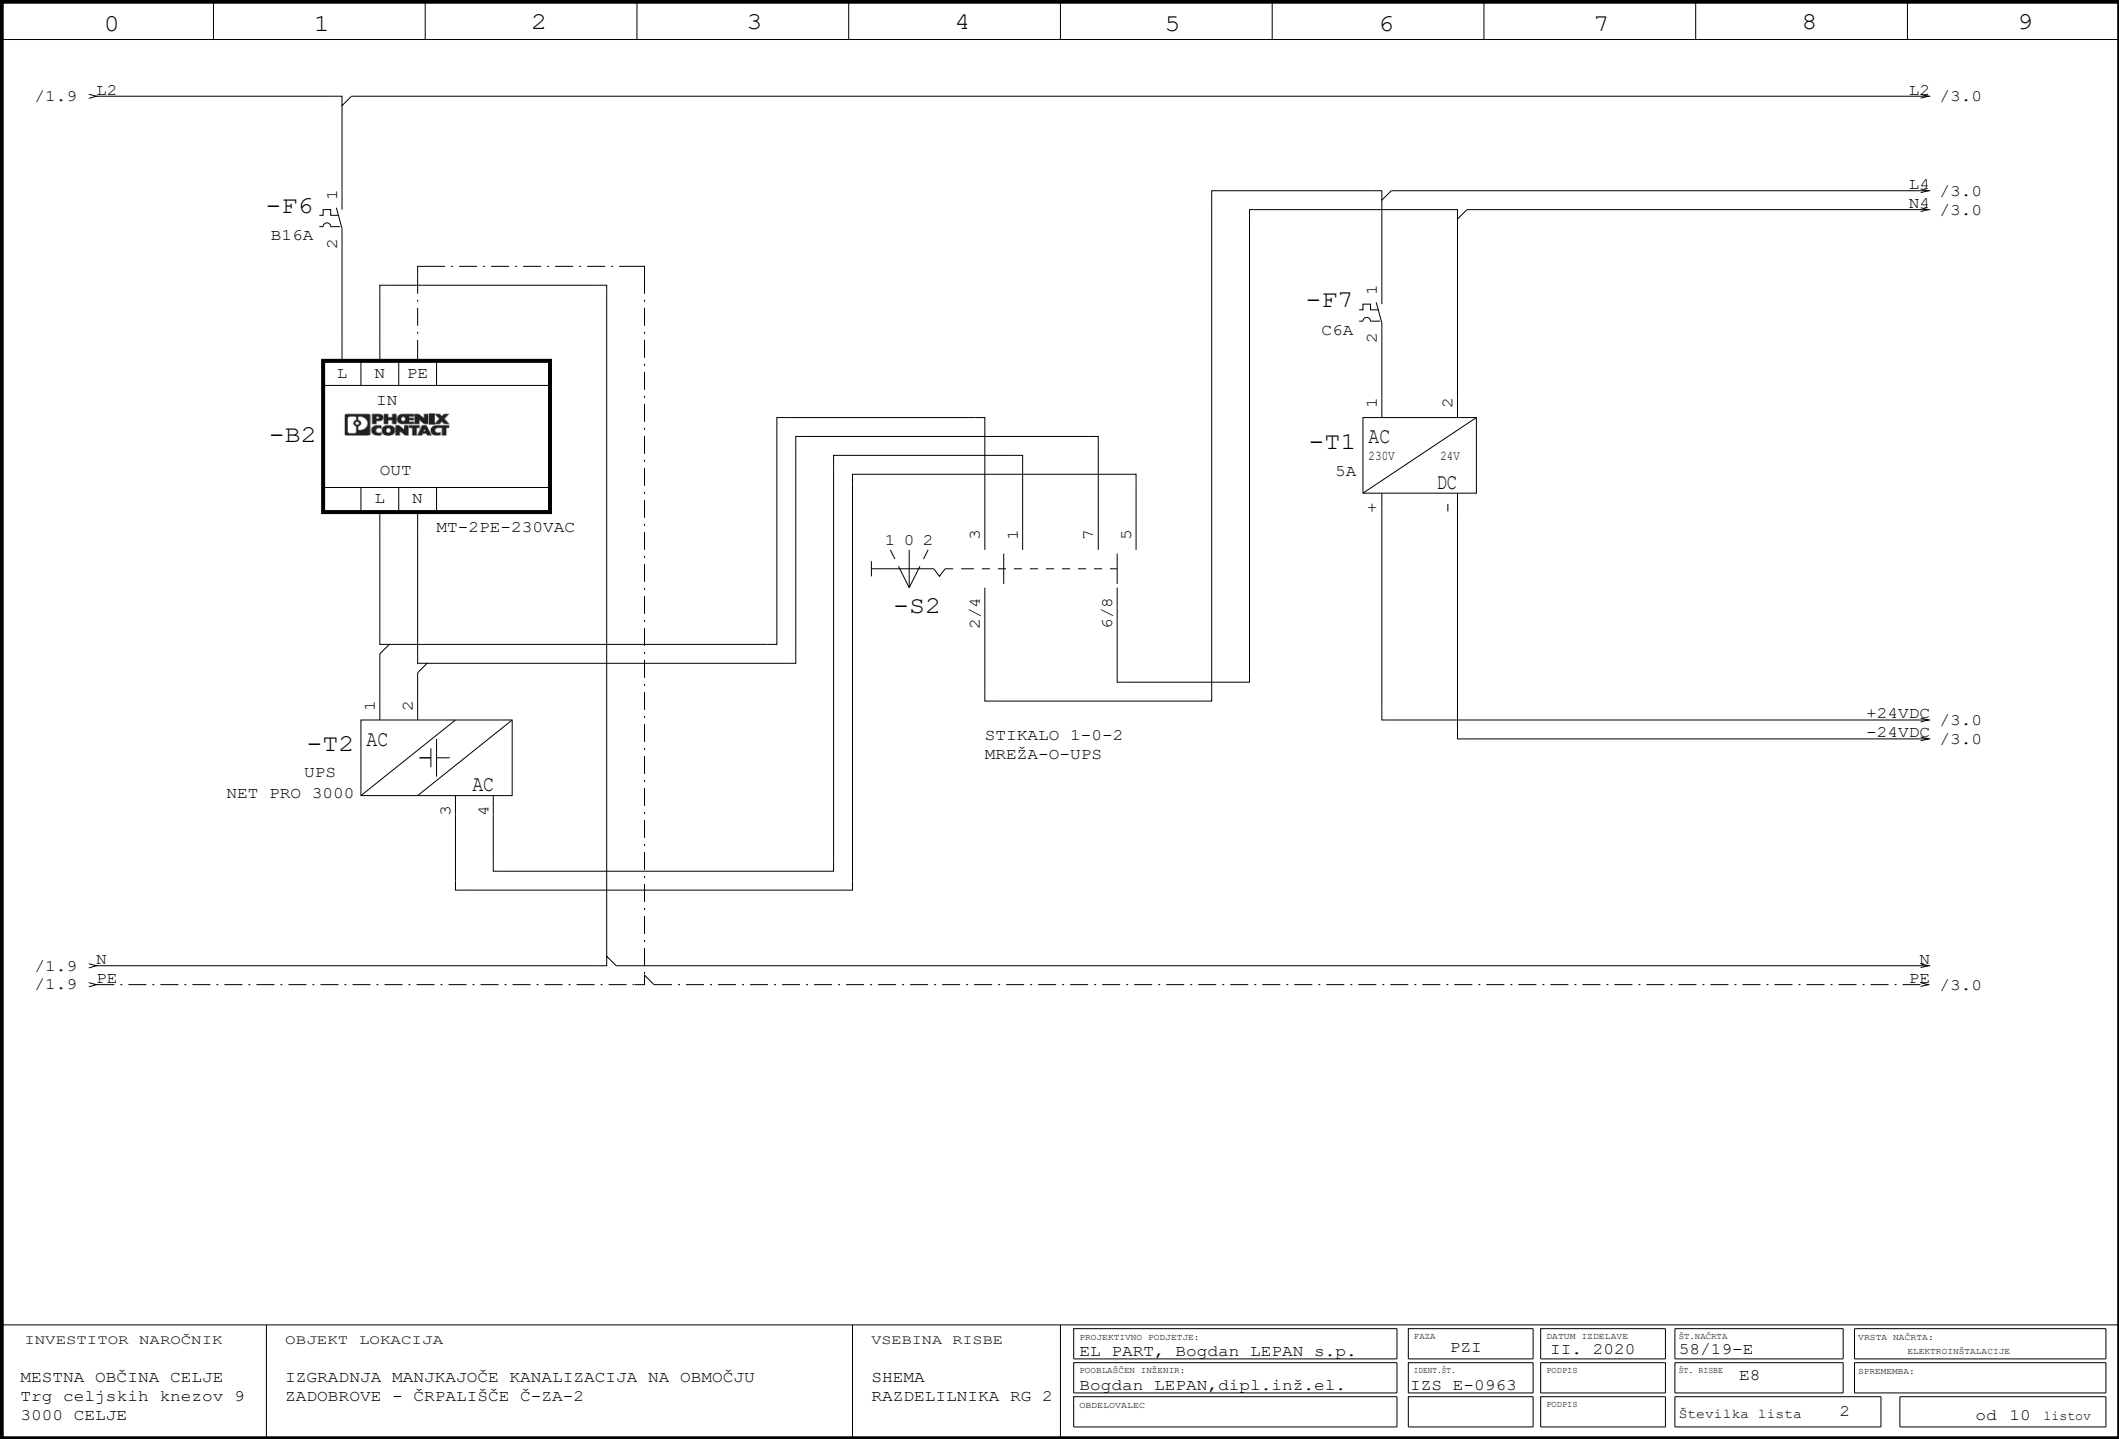 0 1 2 3 4 5 6 7 8 9
/1.9 L2
L2 /3.0
L4 /3.0
N4 /3.0
-F6
B16A
1
2
-F7
C6A
1
2
L N PE
IN
PHŒNIX
CONTACT
-B2
OUT
L N
MT-2PE-230VAC
1 2
-T1
5A
AC
230V 24V
DC
+ -
1 0 2
-S2
3 1 7 5
2/4 6/8
STIKALO 1-0-2
MREŽA-O-UPS
+24VDC /3.0
-24VDC /3.0
1 2
-T2
UPS
NET PRO 3000
AC
AC
3 4
/1.9 N
N
/1.9 PE
PE /3.0
INVESTITOR NAROČNIK
MESTNA OBČINA CELJE
Trg celjskih knezov 9
3000 CELJE
OBJEKT LOKACIJA
IZGRADNJA MANJKAJOČE KANALIZACIJA NA OBMOČJU
ZADOBROVE - ČRPALIŠČE Č-ZA-2
VSEBINA RISBE
SHEMA
RAZDELILNIKA RG 2
PROJEKTIVNO PODJETJE:
EL PART, Bogdan LEPAN s.p.
POOBLAŠČEN INŽENIR:
Bogdan LEPAN,dipl.inž.el.
OBDELOVALEC
FAZA
PZI
IDENT.ŠT.
IZS E-0963
DATUM IZDELAVE
II. 2020
PODPIS
PODPIS
ŠT.NAČRTA
58/19-E
ŠT. RISBE E8
Številka lista 2
VRSTA NAČRTA:
ELEKTROINŠTALACIJE
SPREMEMBA:
od 10 listov